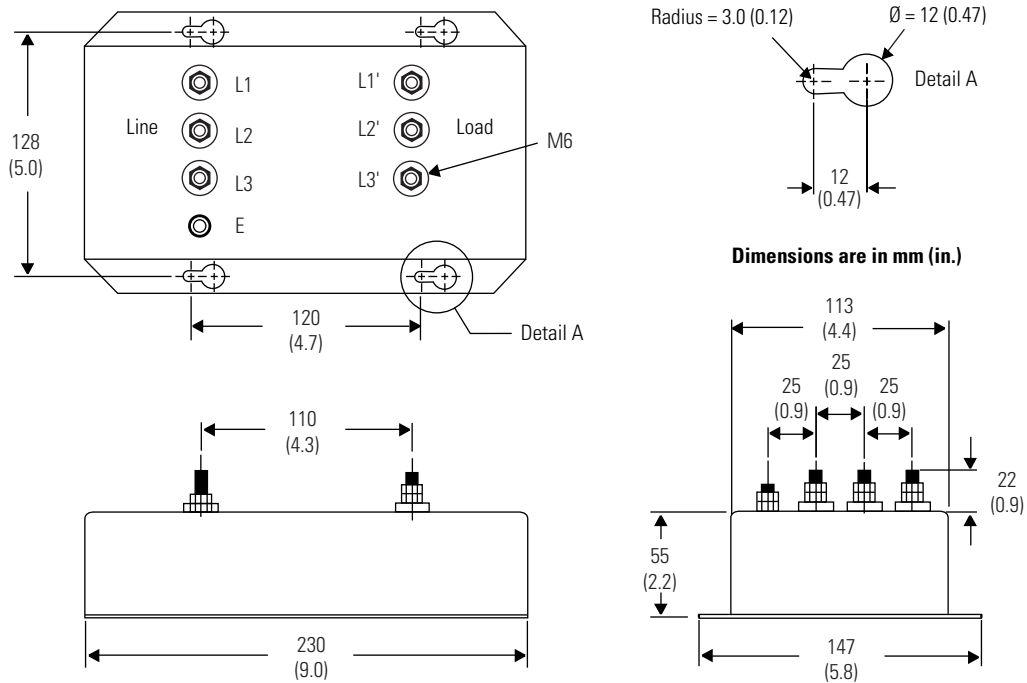 Radius = 3.0 (0.12)
Ø = 12 (0.47)
Detail A
12
(0.47)
L1
L1'
Line
L2
L2'
Load
M6
L3
L3'
E
128
(5.0)
120
(4.7)
Detail A
Dimensions are in mm (in.)
110
(4.3)
230
(9.0)
113
(4.4)
25
(0.9)
25
(0.9)
25
(0.9)
22
(0.9)
55
(2.2)
147
(5.8)